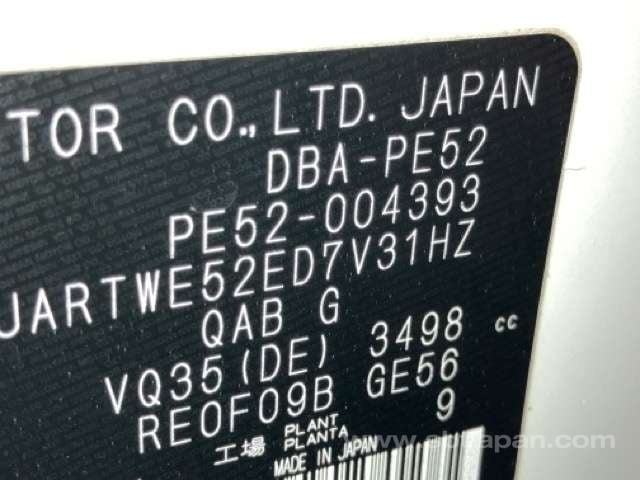 TOR CO., LTD. JAPAN
DBA-PE52
PE52-004393
JARTWE52ED7V31HZ
QAB G
VQ35(DE) 3498 cc
RE0F09B GE56
9
工場 PLANT
PLANTA
MADE IN JAPAN